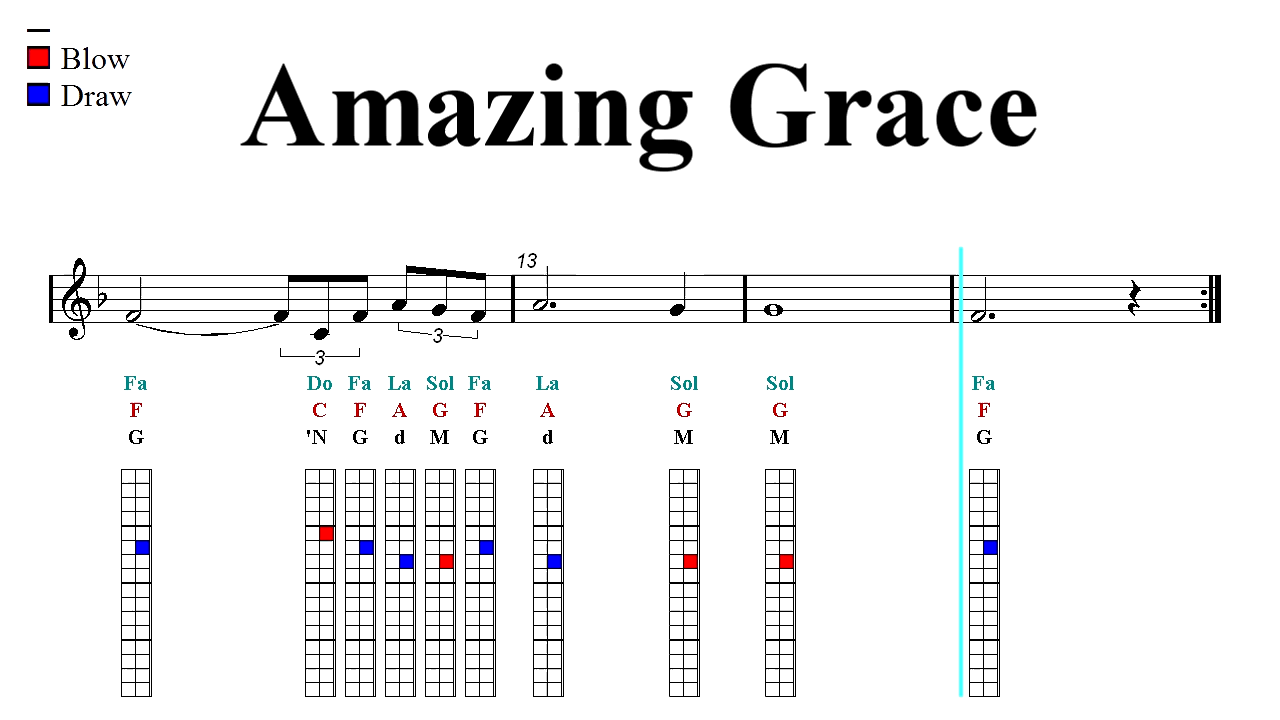 Blow
Draw
Amazing Grace
13
3
3
Fa Do Fa La Sol Fa La Sol Sol Fa
F C F A G F A G G F
G 'N G d M G d M M G